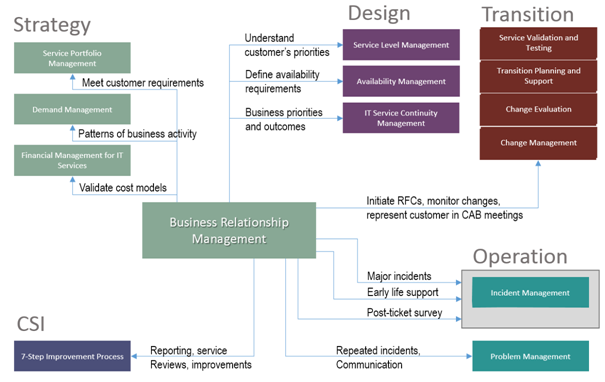 Strategy
Service Portfolio
Management
Meet customer requirements
Demand Management
Patterns of business activity
Financial Management for IT
Services
Validate cost models
Design
Understand
customer's priorities
Service Level Management
Define availability
requirements
Availability Management
Business priorities
and outcomes
IT Service Continuity
Management
Transition
Service Validation and
Testing
Transition Planning and
Support
Change Evaluation
Change Management
Business Relationship
Management
Initiate RFCs, monitor changes,
represent customer in CAB meetings
Operation
Major incidents
Early life support
Post-ticket survey
Incident Management
CSI
7-Step Improvement Process
Reporting, service
Reviews, improvements
Repeated incidents,
Communication
Problem Management